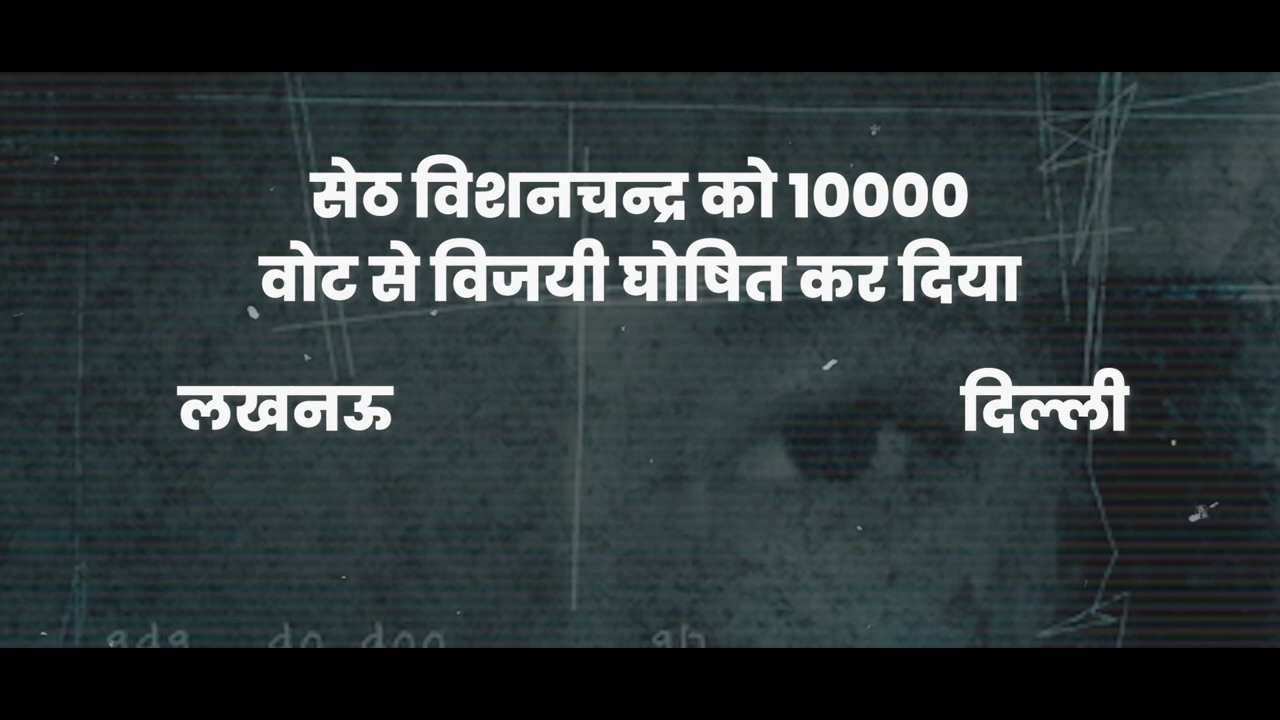 सेठ विशनचन्द्र को 10000
वोट से विजयी घोषित कर दिया
लखनऊ दिल्ली